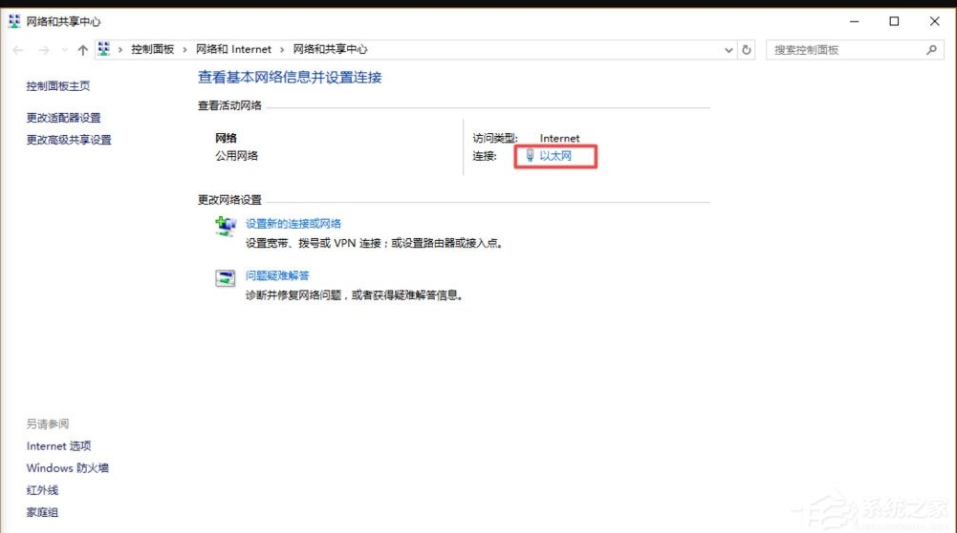 网络和共享中心
控制面板 > 网络和 Internet > 网络和共享中心
搜索控制面板
控制面板主页
更改适配器设置
更改高级共享设置
查看基本网络信息并设置连接
查看活动网络
网络
公用网络
访问类型: Internet
连接: 以太网
更改网络设置
设置新的连接或网络
设置宽带、拨号或 VPN 连接；或设置路由器或接入点。
问题疑难解答
诊断并修复网络问题，或者获得疑难解答信息。
另请参阅
Internet 选项
Windows 防火墙
红外线
家庭组
系统之家